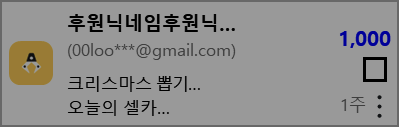 후원닉네임후원닉...
1,000
(00loo***@gmail.com)
크리스마스 뽑기...
오늘의 셀카...
1주